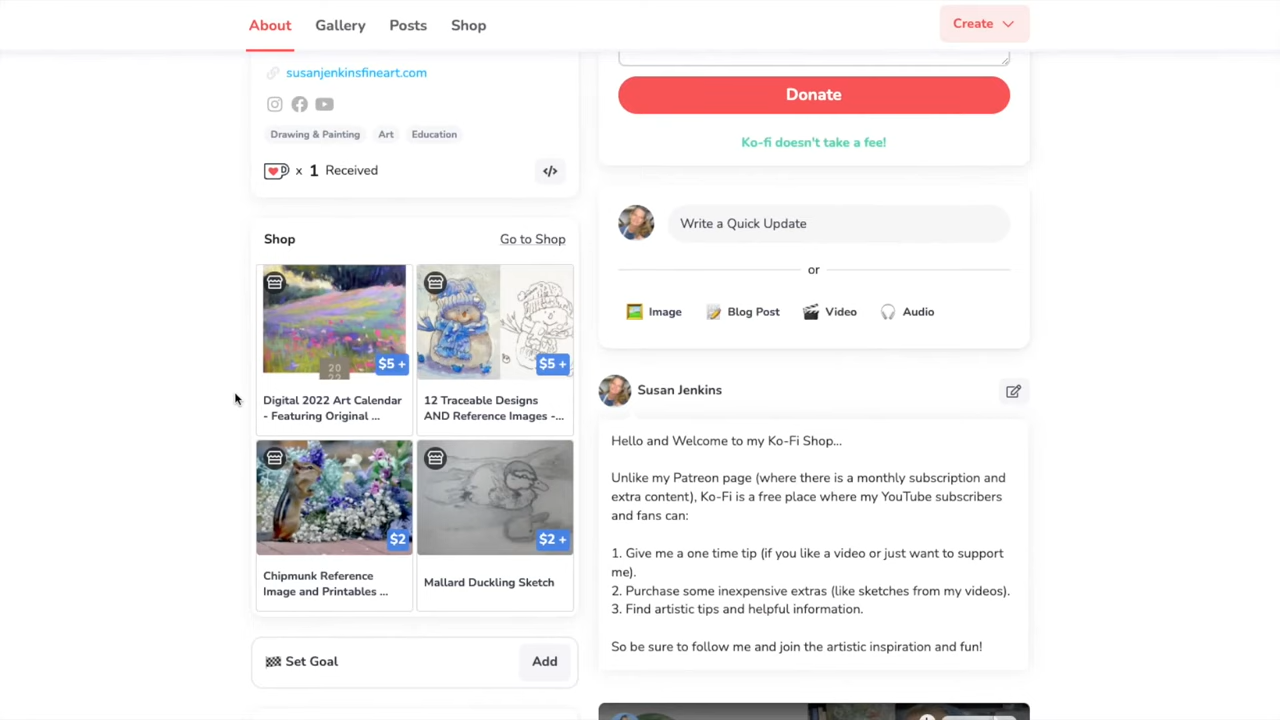 About Gallery Posts Shop Create
susanjenkinsfineart.com
Drawing & Painting Art Education
D x 1 Received </>
Shop Go to Shop
20
22
$5 +
$5 +
Digital 2022 Art Calendar
- Featuring Original ...
12 Traceable Designs
AND Reference Images -...
$2
$2 +
Chipmunk Reference
Image and Printables ...
Mallard Duckling Sketch
Set Goal Add
Donate
Ko-fi doesn't take a fee!
Write a Quick Update
or
Image Blog Post Video Audio
Susan Jenkins
Hello and Welcome to my Ko-Fi Shop...
Unlike my Patreon page (where there is a monthly subscription and
extra content), Ko-Fi is a free place where my YouTube subscribers
and fans can:
1. Give me a one time tip (if you like a video or just want to support
me).
2. Purchase some inexpensive extras (like sketches from my videos).
3. Find artistic tips and helpful information.
So be sure to follow me and join the artistic inspiration and fun!